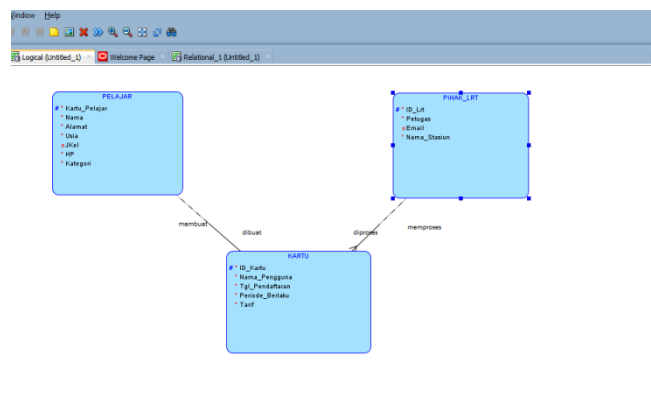 Window Help
Logical (Untitled_1) Welcome Page Relational_1 (Untitled_1)
PELAJAR
# * Kartu_Pelajar
* Nama
* Alamat
* Usia
o JKel
* HP
* Kategori
PIHAK_LRT
# * ID_Lrt
* Petugas
o Email
* Nama_Stasiun
membuat
dibuat
diproses
memproses
KARTU
# * ID_Kartu
* Nama_Pengguna
* Tgl_Pendaftaran
* Periode_Berlaku
* Tarif